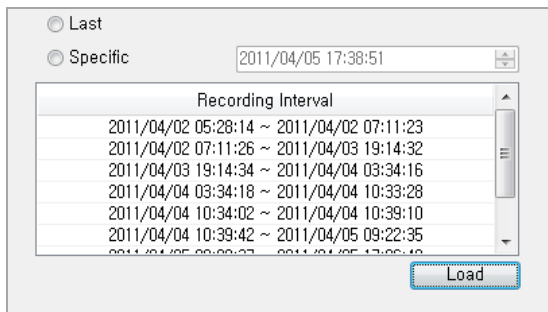 Last
Specific 2011/04/05 17:38:51
Recording Interval
2011/04/02 05:28:14 ~ 2011/04/02 07:11:23
2011/04/02 07:11:26 ~ 2011/04/03 19:14:32
2011/04/03 19:14:34 ~ 2011/04/04 03:34:16
2011/04/04 03:34:18 ~ 2011/04/04 10:33:28
2011/04/04 10:34:02 ~ 2011/04/04 10:39:10
2011/04/04 10:39:42 ~ 2011/04/05 09:22:35
Load